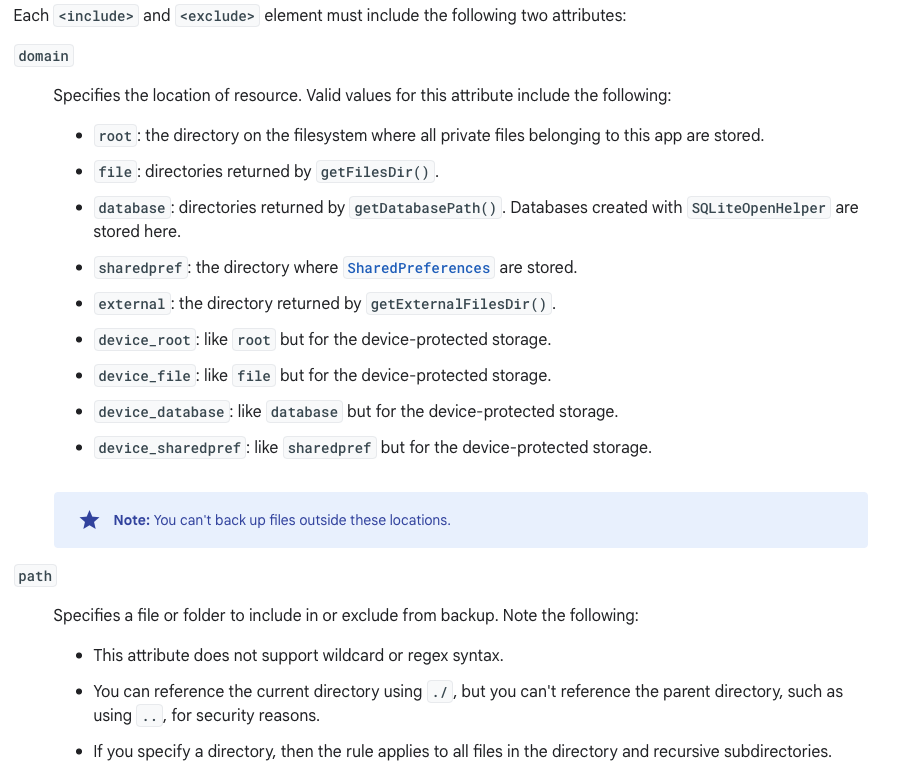 Each <include> and <exclude> element must include the following two attributes:
domain
Specifies the location of resource. Valid values for this attribute include the following:
• root: the directory on the filesystem where all private files belonging to this app are stored.
• file: directories returned by getFilesDir().
• database: directories returned by getDatabasePath(). Databases created with SQLiteOpenHelper are
stored here.
• sharedpref: the directory where SharedPreferences are stored.
• external: the directory returned by getExternalFilesDir().
• device_root: like root but for the device-protected storage.
• device_file: like file but for the device-protected storage.
• device_database: like database but for the device-protected storage.
• device_sharedpref: like sharedpref but for the device-protected storage.
Note: You can't back up files outside these locations.
path
Specifies a file or folder to include in or exclude from backup. Note the following:
• This attribute does not support wildcard or regex syntax.
• You can reference the current directory using ./, but you can't reference the parent directory, such as
using .., for security reasons.
• If you specify a directory, then the rule applies to all files in the directory and recursive subdirectories.